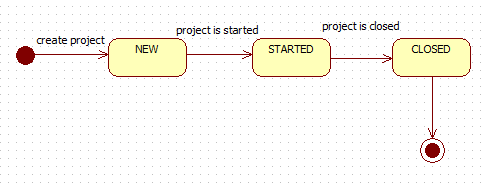 create project
NEW
project is started
STARTED
project is closed
CLOSED